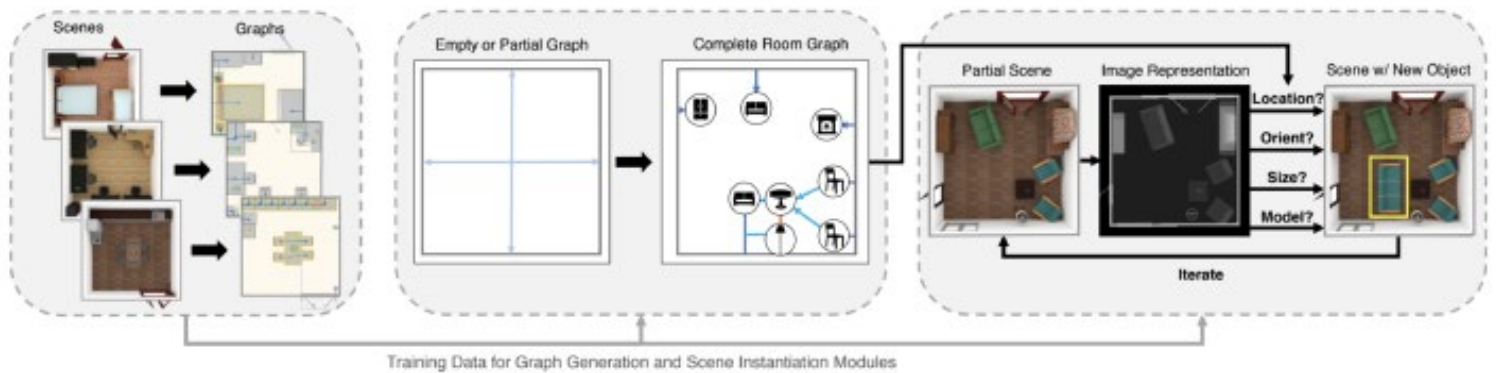 Scenes
Graphs
Empty or Partial Graph
Complete Room Graph
Partial Scene
Image Representation
Scene w/ New Object
Location?
Orient?
Size?
Model?
Iterate
Training Data for Graph Generation and Scene Instantiation Modules